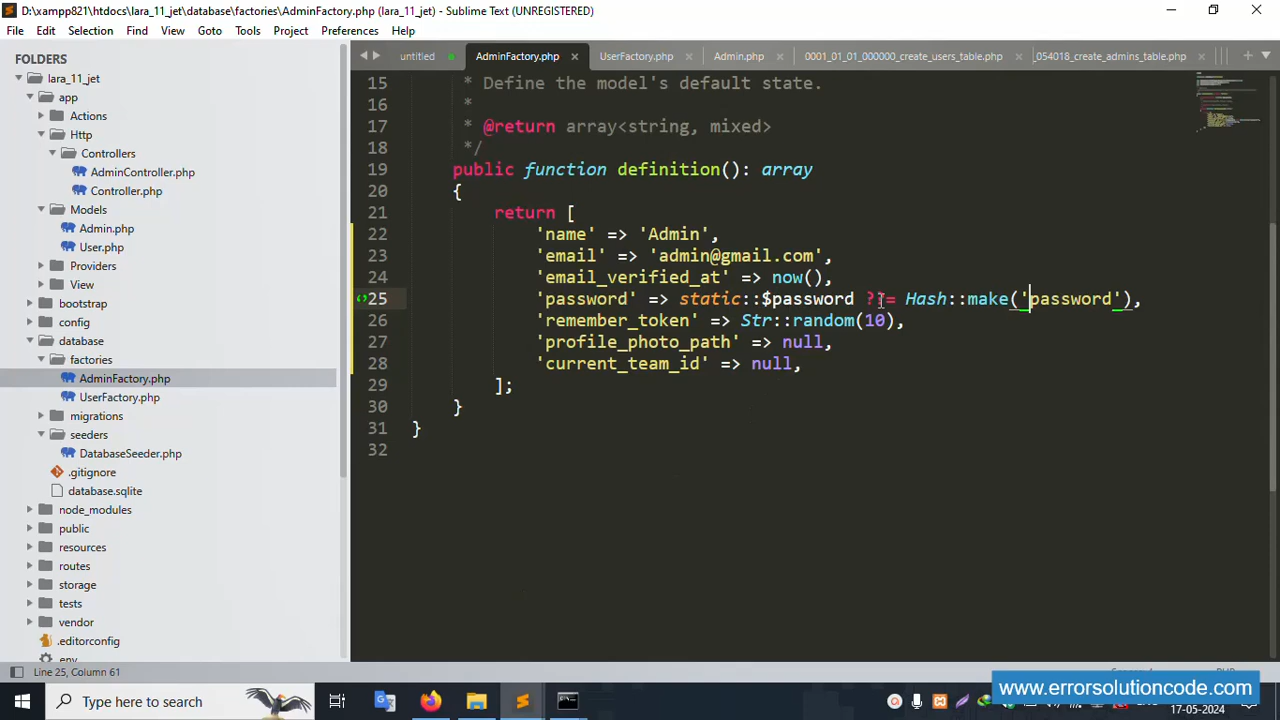 D:\xampp821\htdocs\lara_11_jet\database\factories\AdminFactory.php (lara_11_jet) - Sublime Text (UNREGISTERED)
File Edit Selection Find View Goto Tools Project Preferences Help
FOLDERS
lara_11_jet
app
Actions
Http
Controllers
AdminController.php
Controller.php
Models
Admin.php
User.php
Providers
View
bootstrap
config
database
factories
AdminFactory.php
UserFactory.php
migrations
seeders
DatabaseSeeder.php
.gitignore
database.sqlite
node_modules
public
resources
routes
storage
tests
vendor
.editorconfig
.env
untitled AdminFactory.php UserFactory.php Admin.php 0001_01_01_000000_create_users_table.php _054018_create_admins_table.php
15 * Define the model's default state.
16 *
17 * @return array<string, mixed>
18 */
19 public function definition(): array
20 {
21 return [
22 'name' => 'Admin',
23 'email' => 'admin@gmail.com',
24 'email_verified_at' => now(),
25 'password' => static::$password ??= Hash::make('password'),
26 'remember_token' => Str::random(10),
27 'profile_photo_path' => null,
28 'current_team_id' => null,
29 ];
30 }
31 }
32
Line 25, Column 61
www.errorsolutioncode.com
Type here to search
17-05-2024